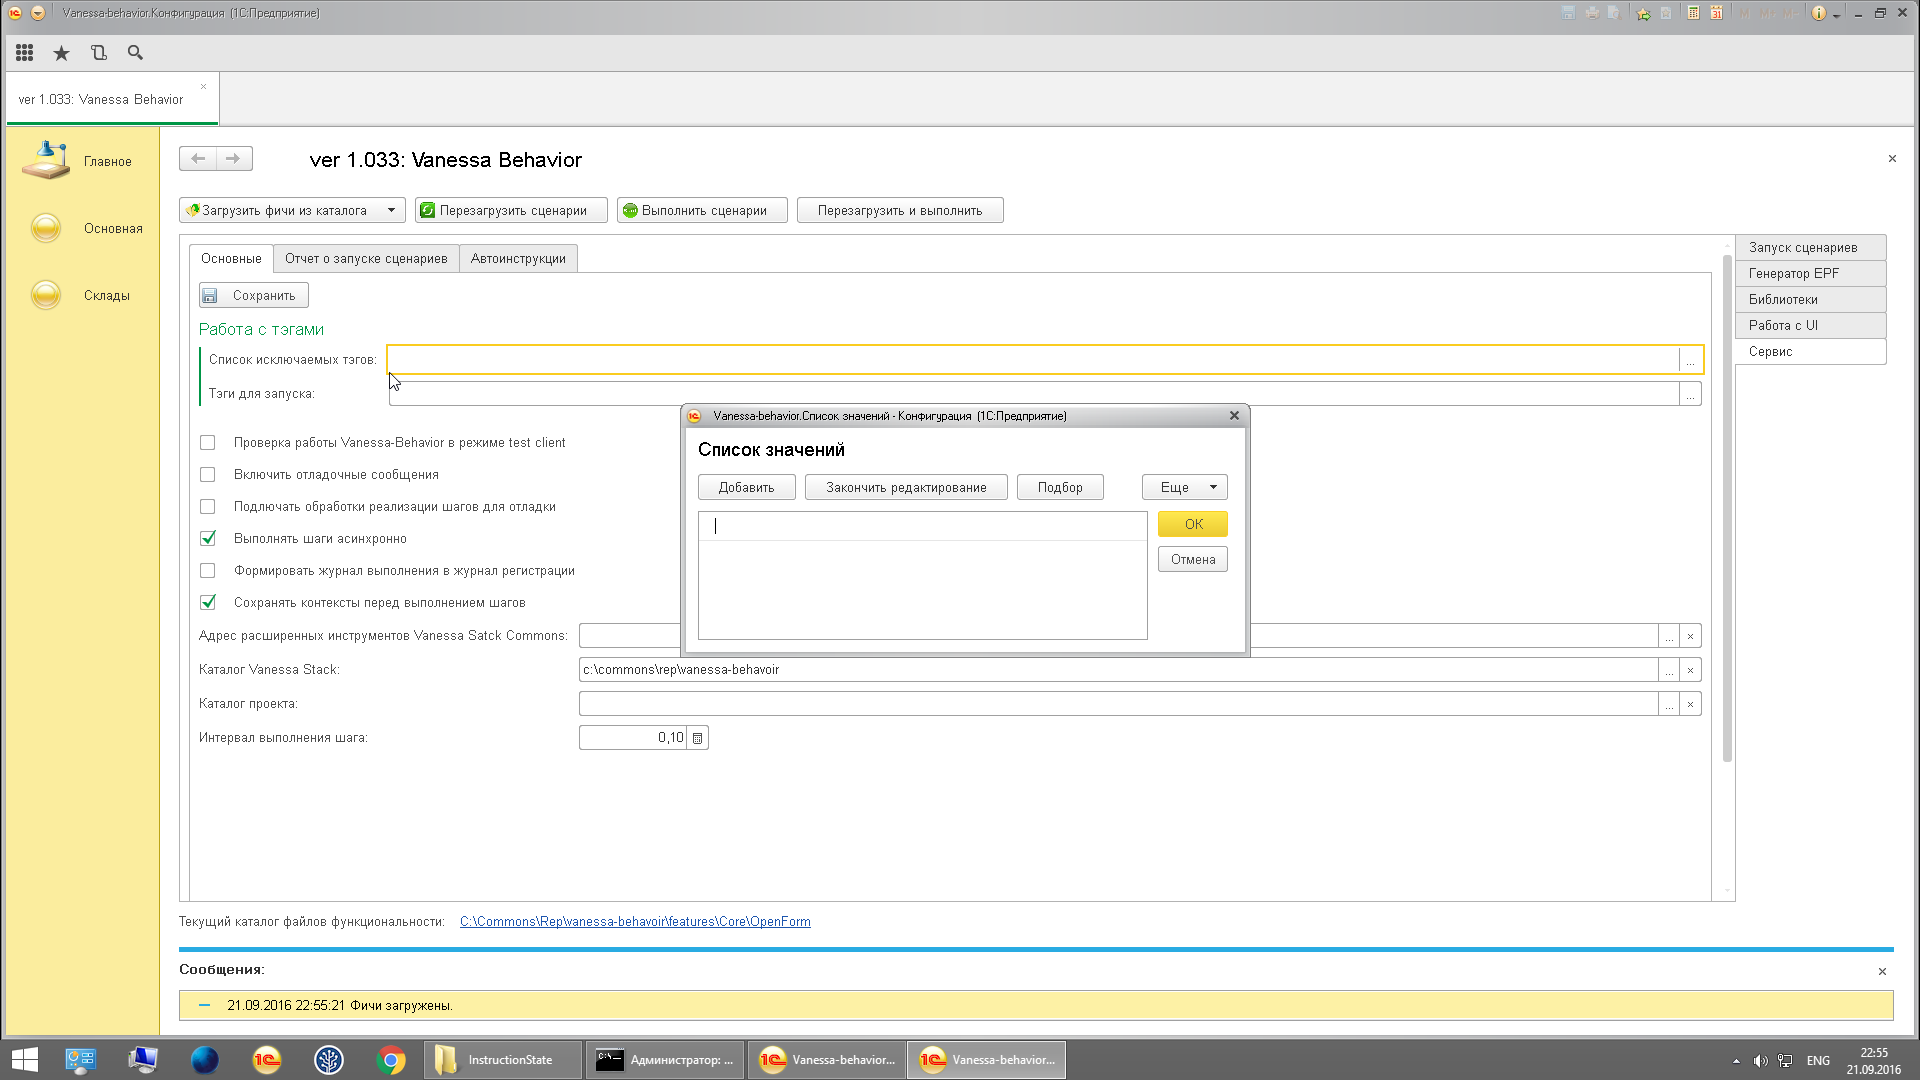 Vanessa-behavior.Конфигурация (1С:Предприятие)
ver 1.033: Vanessa Behavior
Главное
Основная
Склады
ver 1.033: Vanessa Behavior
Загрузить фичи из каталога
Перезагрузить сценарии
Выполнить сценарии
Перезагрузить и выполнить
Основные
Отчет о запуске сценариев
Автоинструкции
Запуск сценариев
Генератор EPF
Библиотеки
Работа с UI
Сервис
Сохранить
Работа с тэгами
Список исключаемых тэгов:
...
Тэги для запуска:
...
Vanessa-behavior.Список значений - Конфигурация (1С:Предприятие)
Список значений
Добавить
Закончить редактирование
Подбор
Еще
ОК
Отмена
Проверка работы Vanessa-Behavior в режиме test client
Включить отладочные сообщения
Подлючать обработки реализации шагов для отладки
Выполнять шаги асинхронно
Формировать журнал выполнения в журнал регистрации
Сохранять контексты перед выполнением шагов
Адрес расширенных инструментов Vanessa Satck Commons:
...
Каталог Vanessa Stack:
c:\commons\rep\vanessa-behavoir
...
Каталог проекта:
...
Интервал выполнения шага:
0,10
Текущий каталог файлов функциональности:
C:\Commons\Rep\vanessa-behavoir\features\Core\OpenForm
Сообщения:
21.09.2016 22:55:21 Фичи загружены.
InstructionState
Администратор: ...
Vanessa-behavior...
Vanessa-behavior...
ENG
22:55
21.09.2016